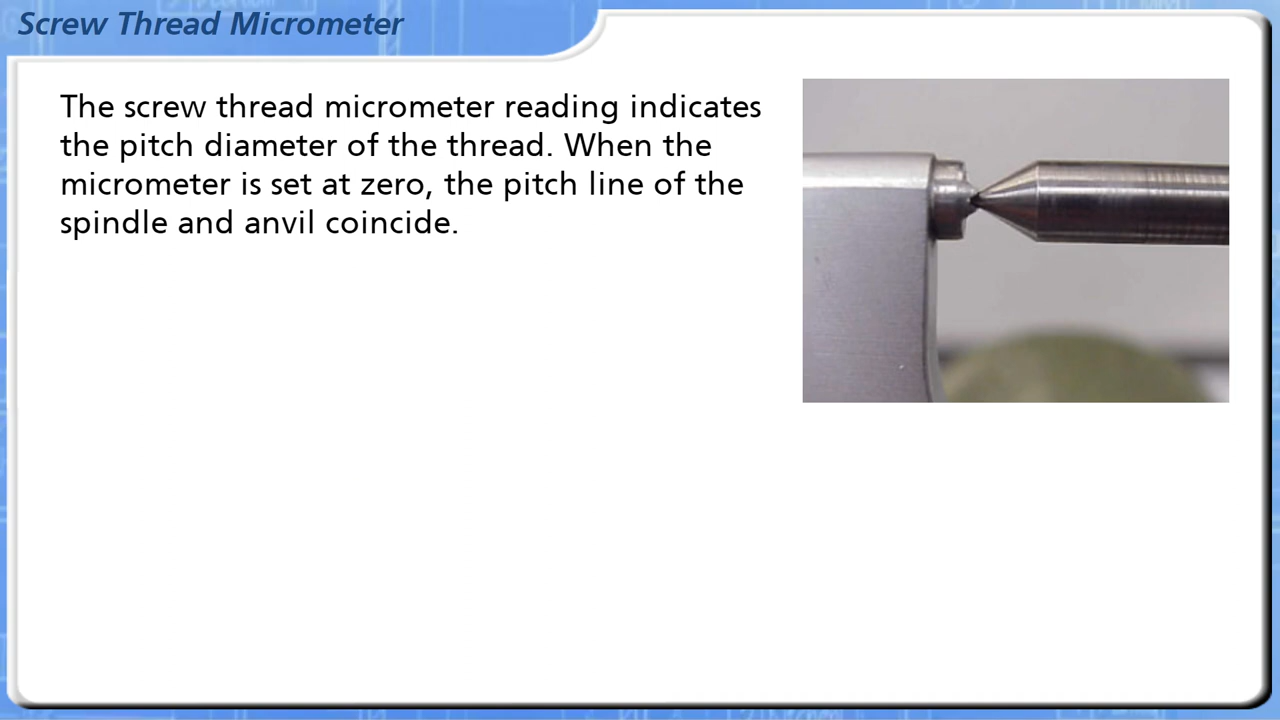 Screw Thread Micrometer
The screw thread micrometer reading indicates
the pitch diameter of the thread. When the
micrometer is set at zero, the pitch line of the
spindle and anvil coincide.